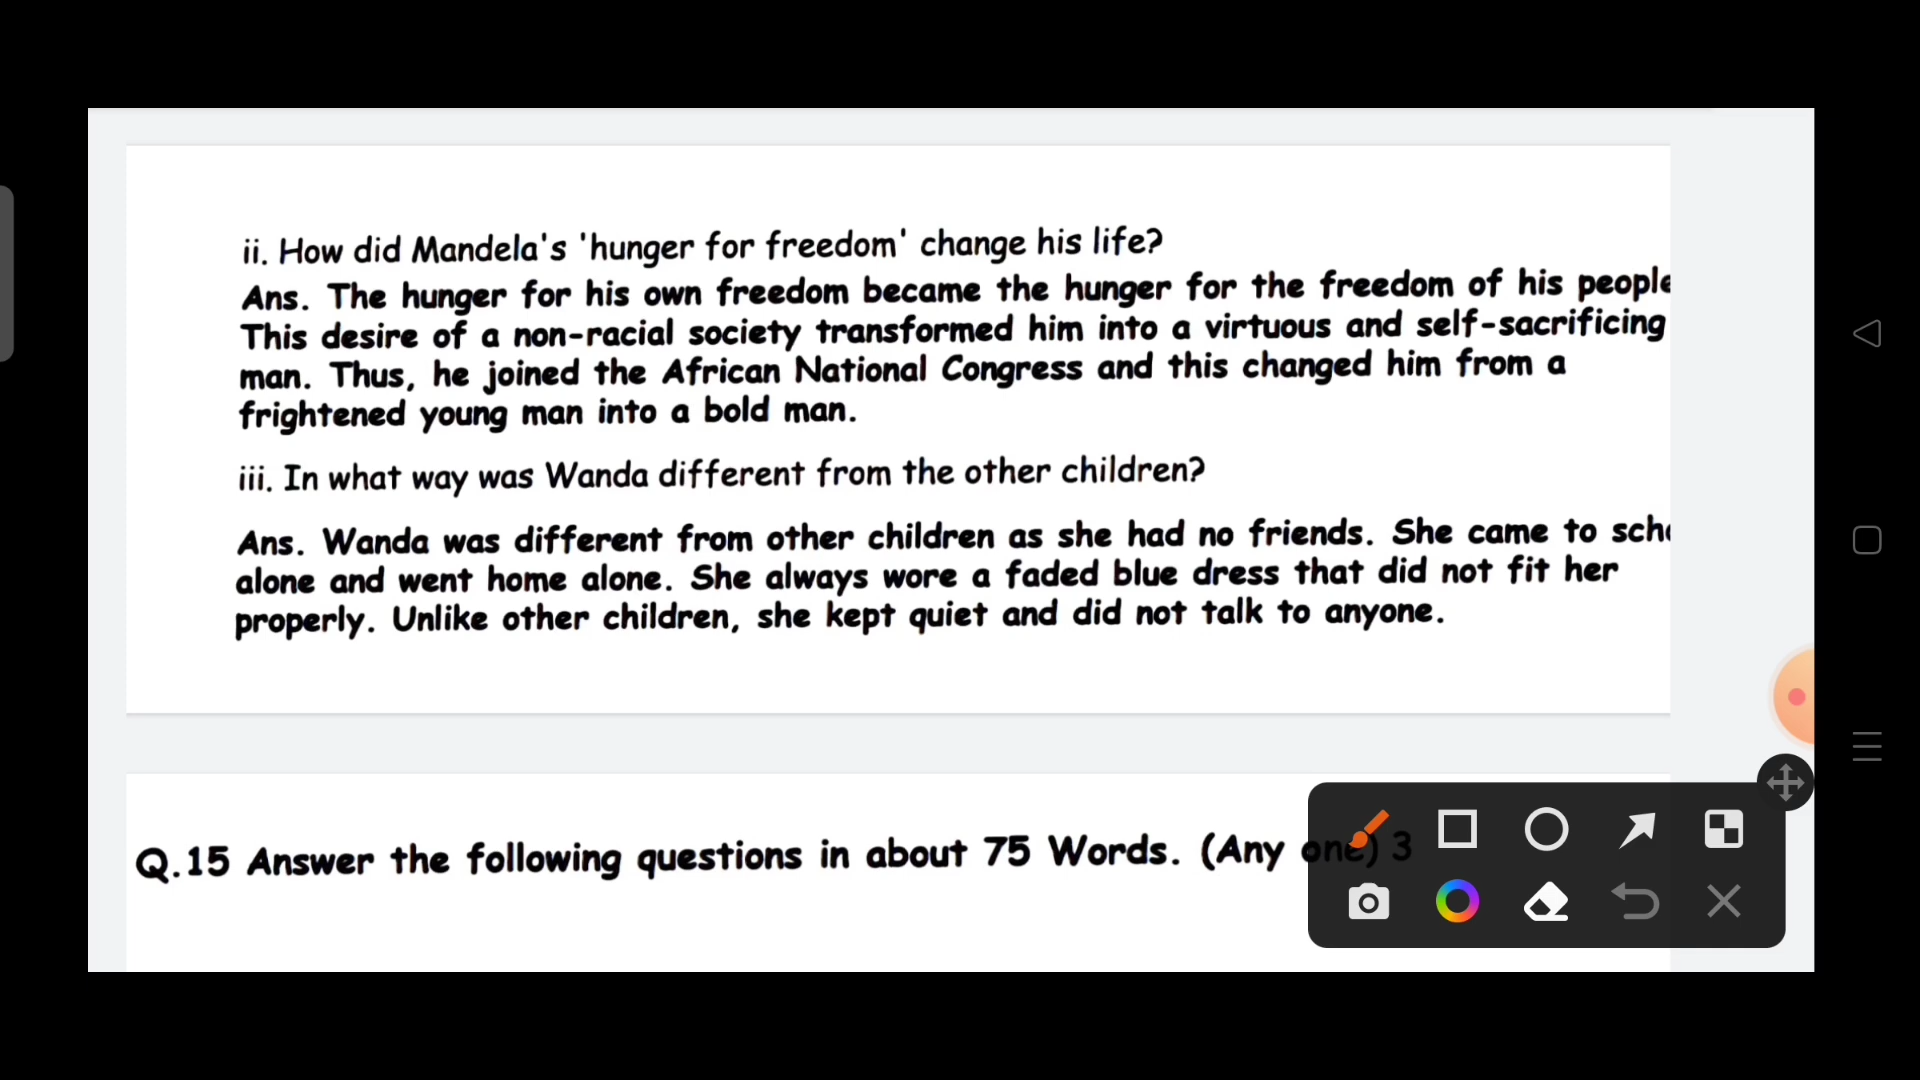 ii. How did Mandela's 'hunger for freedom' change his life?
Ans. The hunger for his own freedom became the hunger for the freedom of his people
This desire of a non-racial society transformed him into a virtuous and self-sacrificing
man. Thus, he joined the African National Congress and this changed him from a
frightened young man into a bold man.
iii. In what way was Wanda different from the other children?
Ans. Wanda was different from other children as she had no friends. She came to
alone and went home alone. She always wore a faded blue dress that did not fit her
properly. Unlike other children, she kept quiet and did not talk to anyone.
Q.15 Answer the following questions in about 75 Words. (Any one) 3